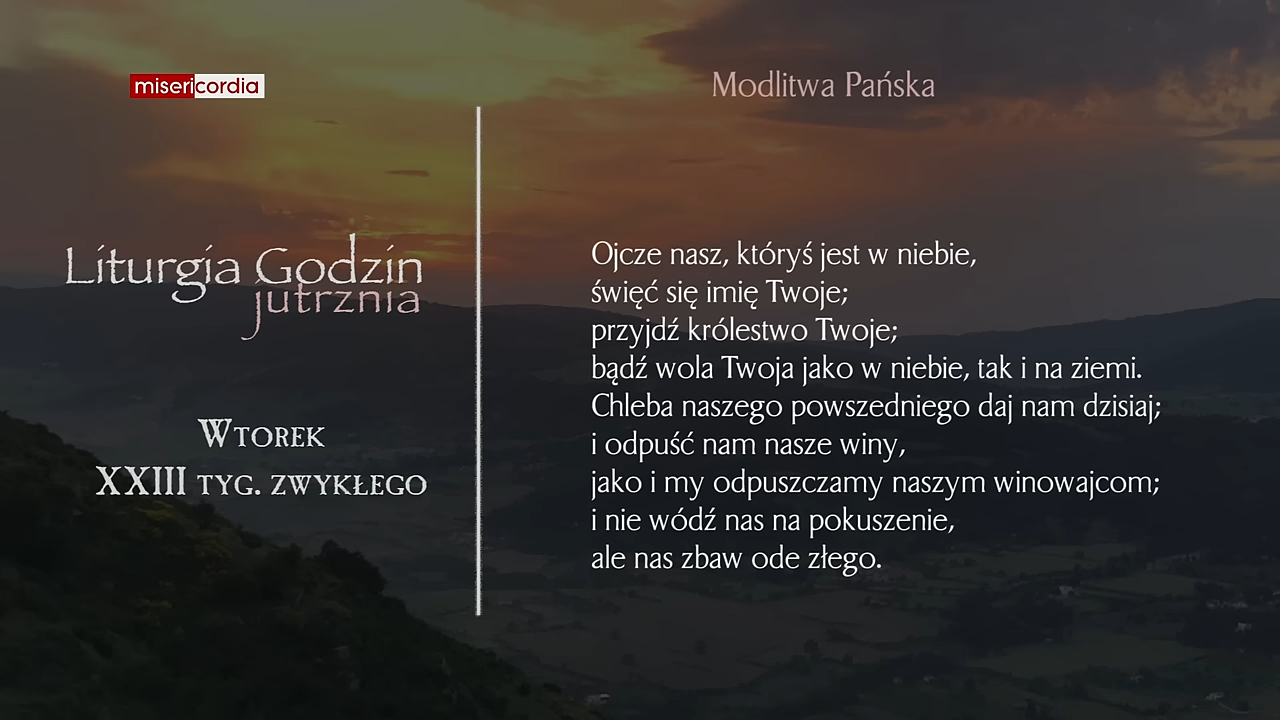 misericordia
Liturgia Godzin
jutrznia
Wtorek
XXIII tyg. zwykłego
Modlitwa Pańska
Ojcze nasz, któryś jest w niebie,
święć się imię Twoje;
przyjdź królestwo Twoje;
bądź wola Twoja jako w niebie, tak i na ziemi.
Chleba naszego powszedniego daj nam dzisiaj;
i odpuść nam nasze winy,
jako i my odpuszczamy naszym winowajcom;
i nie wódź nas na pokuszenie,
ale nas zbaw ode złego.